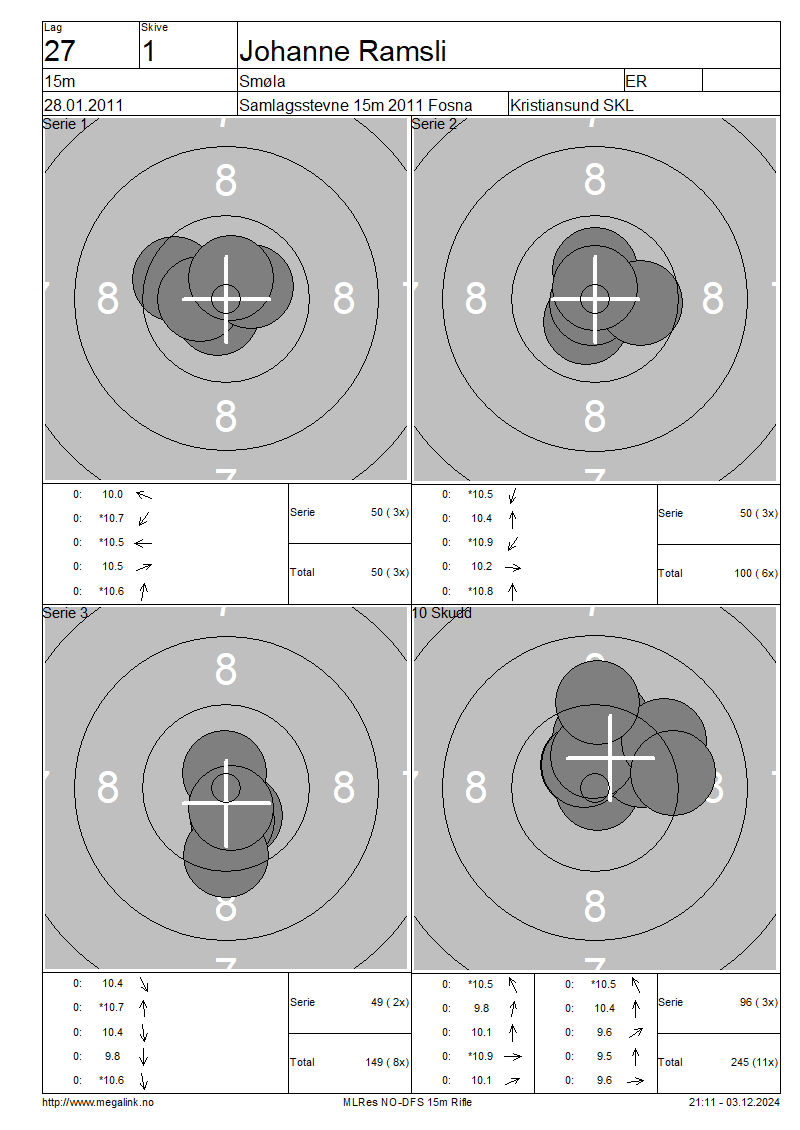 Lag Skive
27 1 Johanne Ramsli
15m Smøla ER
28.01.2011 Samlagsstevne 15m 2011 Fosna Kristiansund SKL
Serie 1 Serie 2
7 7
8 8
7 8 8 7 8 8
8 8
7 7
0: 10.0 0: *10.5
0: *10.7 Serie 50 ( 3x) 0: 10.4 Serie 50 ( 3x)
0: *10.5 0: *10.9
0: 10.5 Total 50 ( 3x) 0: 10.2 Total 100 ( 6x)
0: *10.6 0: *10.8
Serie 3 10 Skudd
7 7
8 8
7 8 8 7 8 8
8 8
7 7
0: 10.4 0: *10.5 0: *10.5
0: *10.7 Serie 49 ( 2x) 0: 9.8 0: 10.4 Serie 96 ( 3x)
0: 10.4 0: 10.1 0: 9.6
0: 9.8 Total 149 ( 8x) 0: *10.9 0: 9.5 Total 245 (11x)
0: *10.6 0: 10.1 0: 9.6
http://www.megalink.no MLRes NO-DFS 15m Rifle 21:11 - 03.12.2024